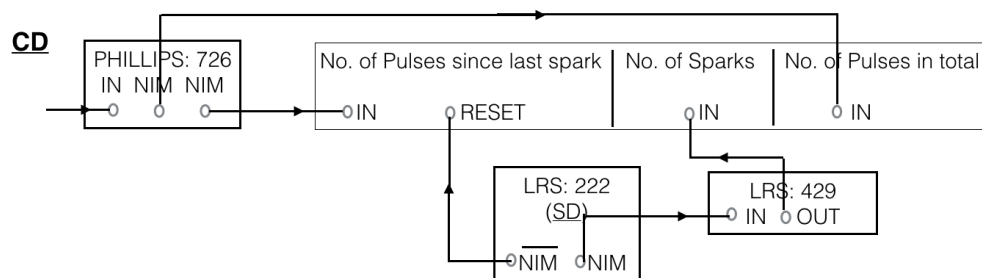 CD
PHILLIPS: 726
IN NIM NIM
No. of Pulses since last spark
IN
RESET
No. of Sparks
IN
No. of Pulses in total
IN
LRS: 222
(SD)
NIM
NIM
LRS: 429
IN
OUT